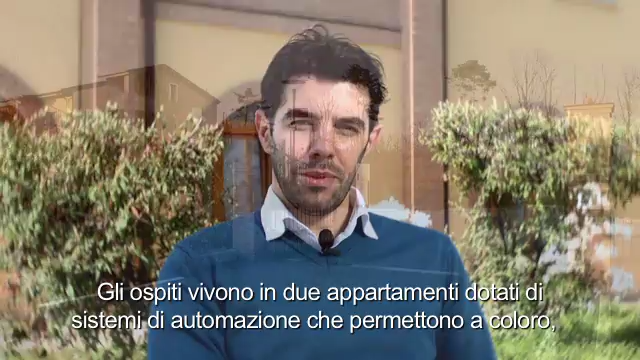 Gli ospiti vivono in due appartamenti dotati di
sistemi di automazione che permettono a coloro,